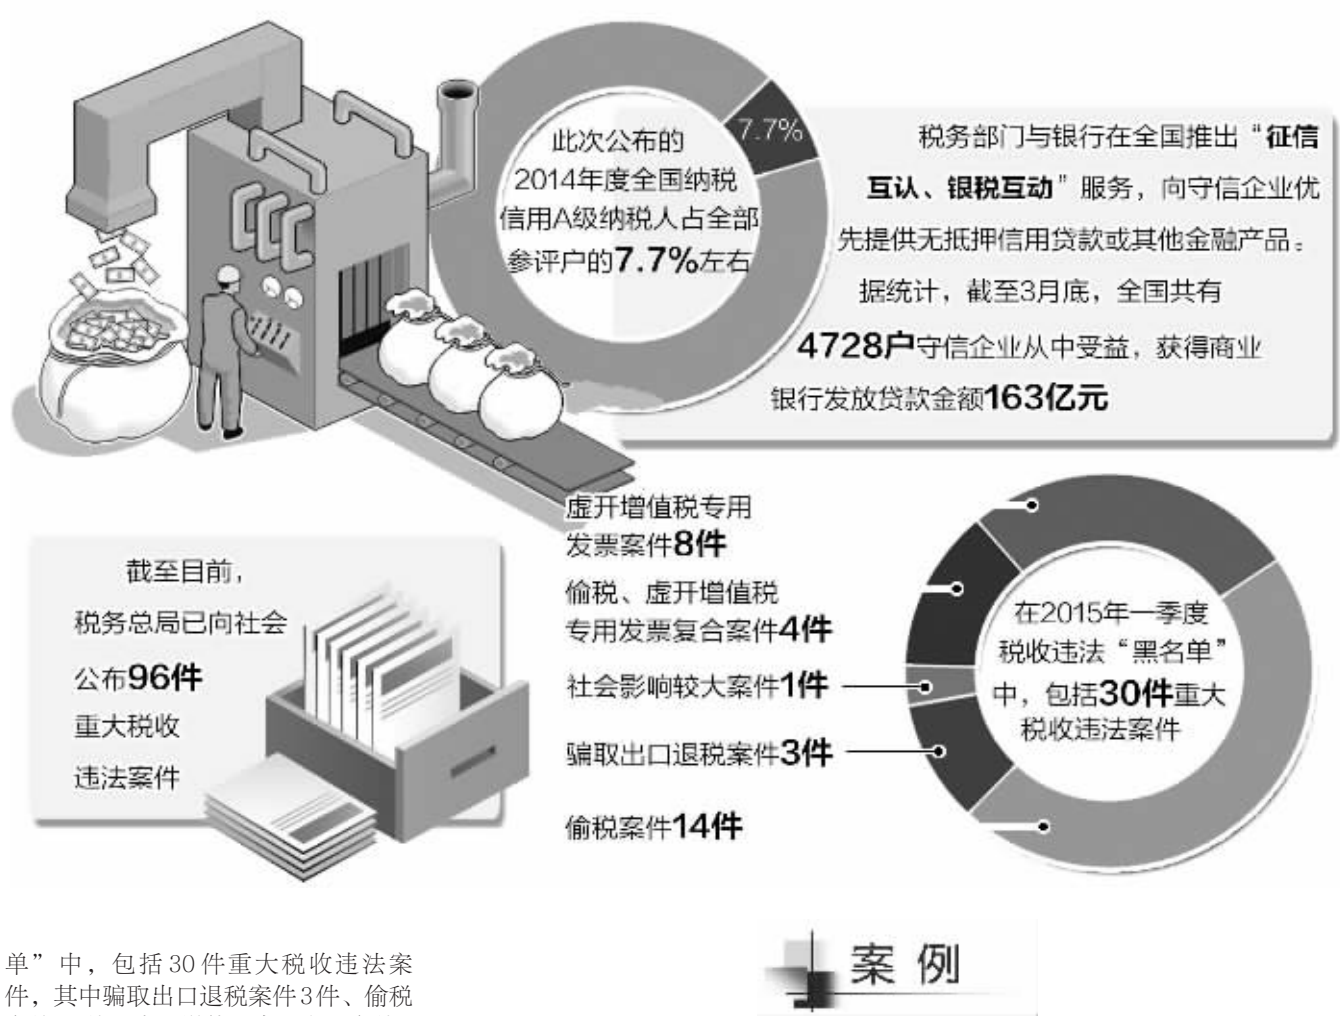 此次公布的
2014年度全国纳税
信用A级纳税人占全部
参评户的7.7%左右
7.7%
税务部门与银行在全国推出“征信
互认、银税互动”服务，向守信企业优
先提供无抵押信用贷款或其他金融产品。
据统计，截至3月底，全国共有
4728户守信企业从中受益，获得商业
银行发放贷款金额163亿元
截至目前，
税务总局已向社会
公布96件
重大税收
违法案件
虚开增值税专用
发票案件8件
偷税、虚开增值税
专用发票复合案件4件
社会影响较大案件1件
骗取出口退税案件3件
偷税案件14件
在2015年一季度
税收违法“黑名单”
中，包括30件重大
税收违法案件
单”中，包括30件重大税收违法案
件，其中骗取出口退税案件3件、偷税
案例